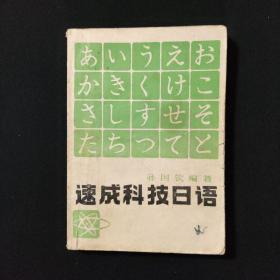 あいうえお
かきくけこ
さしすせそ
たちつてと
孙国钦编著
速成科技日语